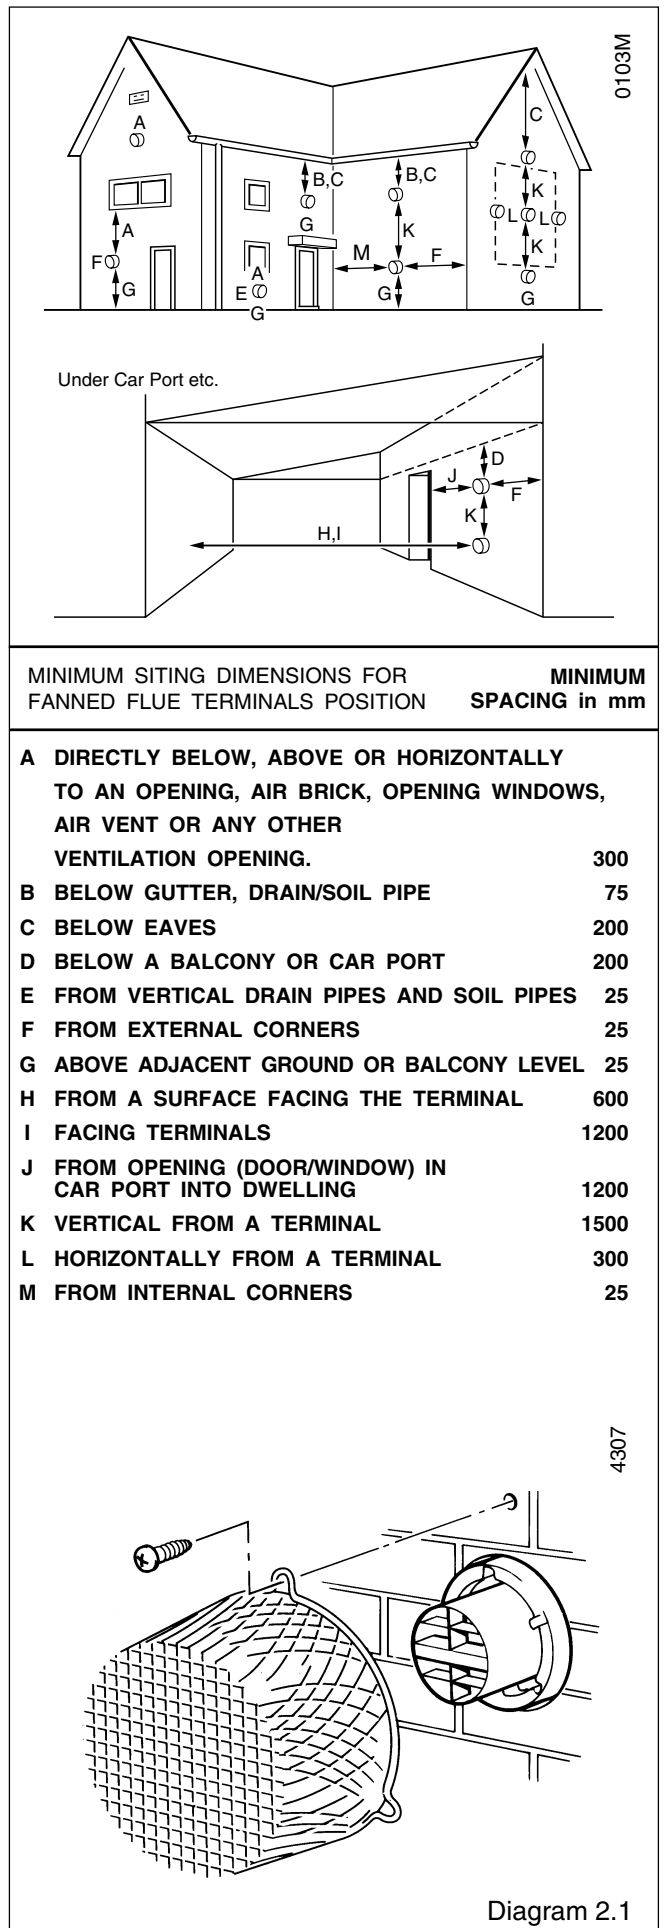 0103M
A
C
B,C
B,C
K
A
G
L
L
F
K
M
F
K
G
A
E
G
G
G
Under Car Port etc.
D
J
F
K
H,I
MINIMUM SITING DIMENSIONS FOR MINIMUM
FANNED FLUE TERMINALS POSITION SPACING in mm
A DIRECTLY BELOW, ABOVE OR HORIZONTALLY
TO AN OPENING, AIR BRICK, OPENING WINDOWS,
AIR VENT OR ANY OTHER
VENTILATION OPENING. 300
B BELOW GUTTER, DRAIN/SOIL PIPE 75
C BELOW EAVES 200
D BELOW A BALCONY OR CAR PORT 200
E FROM VERTICAL DRAIN PIPES AND SOIL PIPES 25
F FROM EXTERNAL CORNERS 25
G ABOVE ADJACENT GROUND OR BALCONY LEVEL 25
H FROM A SURFACE FACING THE TERMINAL 600
I FACING TERMINALS 1200
J FROM OPENING (DOOR/WINDOW) IN
CAR PORT INTO DWELLING 1200
K VERTICAL FROM A TERMINAL 1500
L HORIZONTALLY FROM A TERMINAL 300
M FROM INTERNAL CORNERS 25
4307
Diagram 2.1